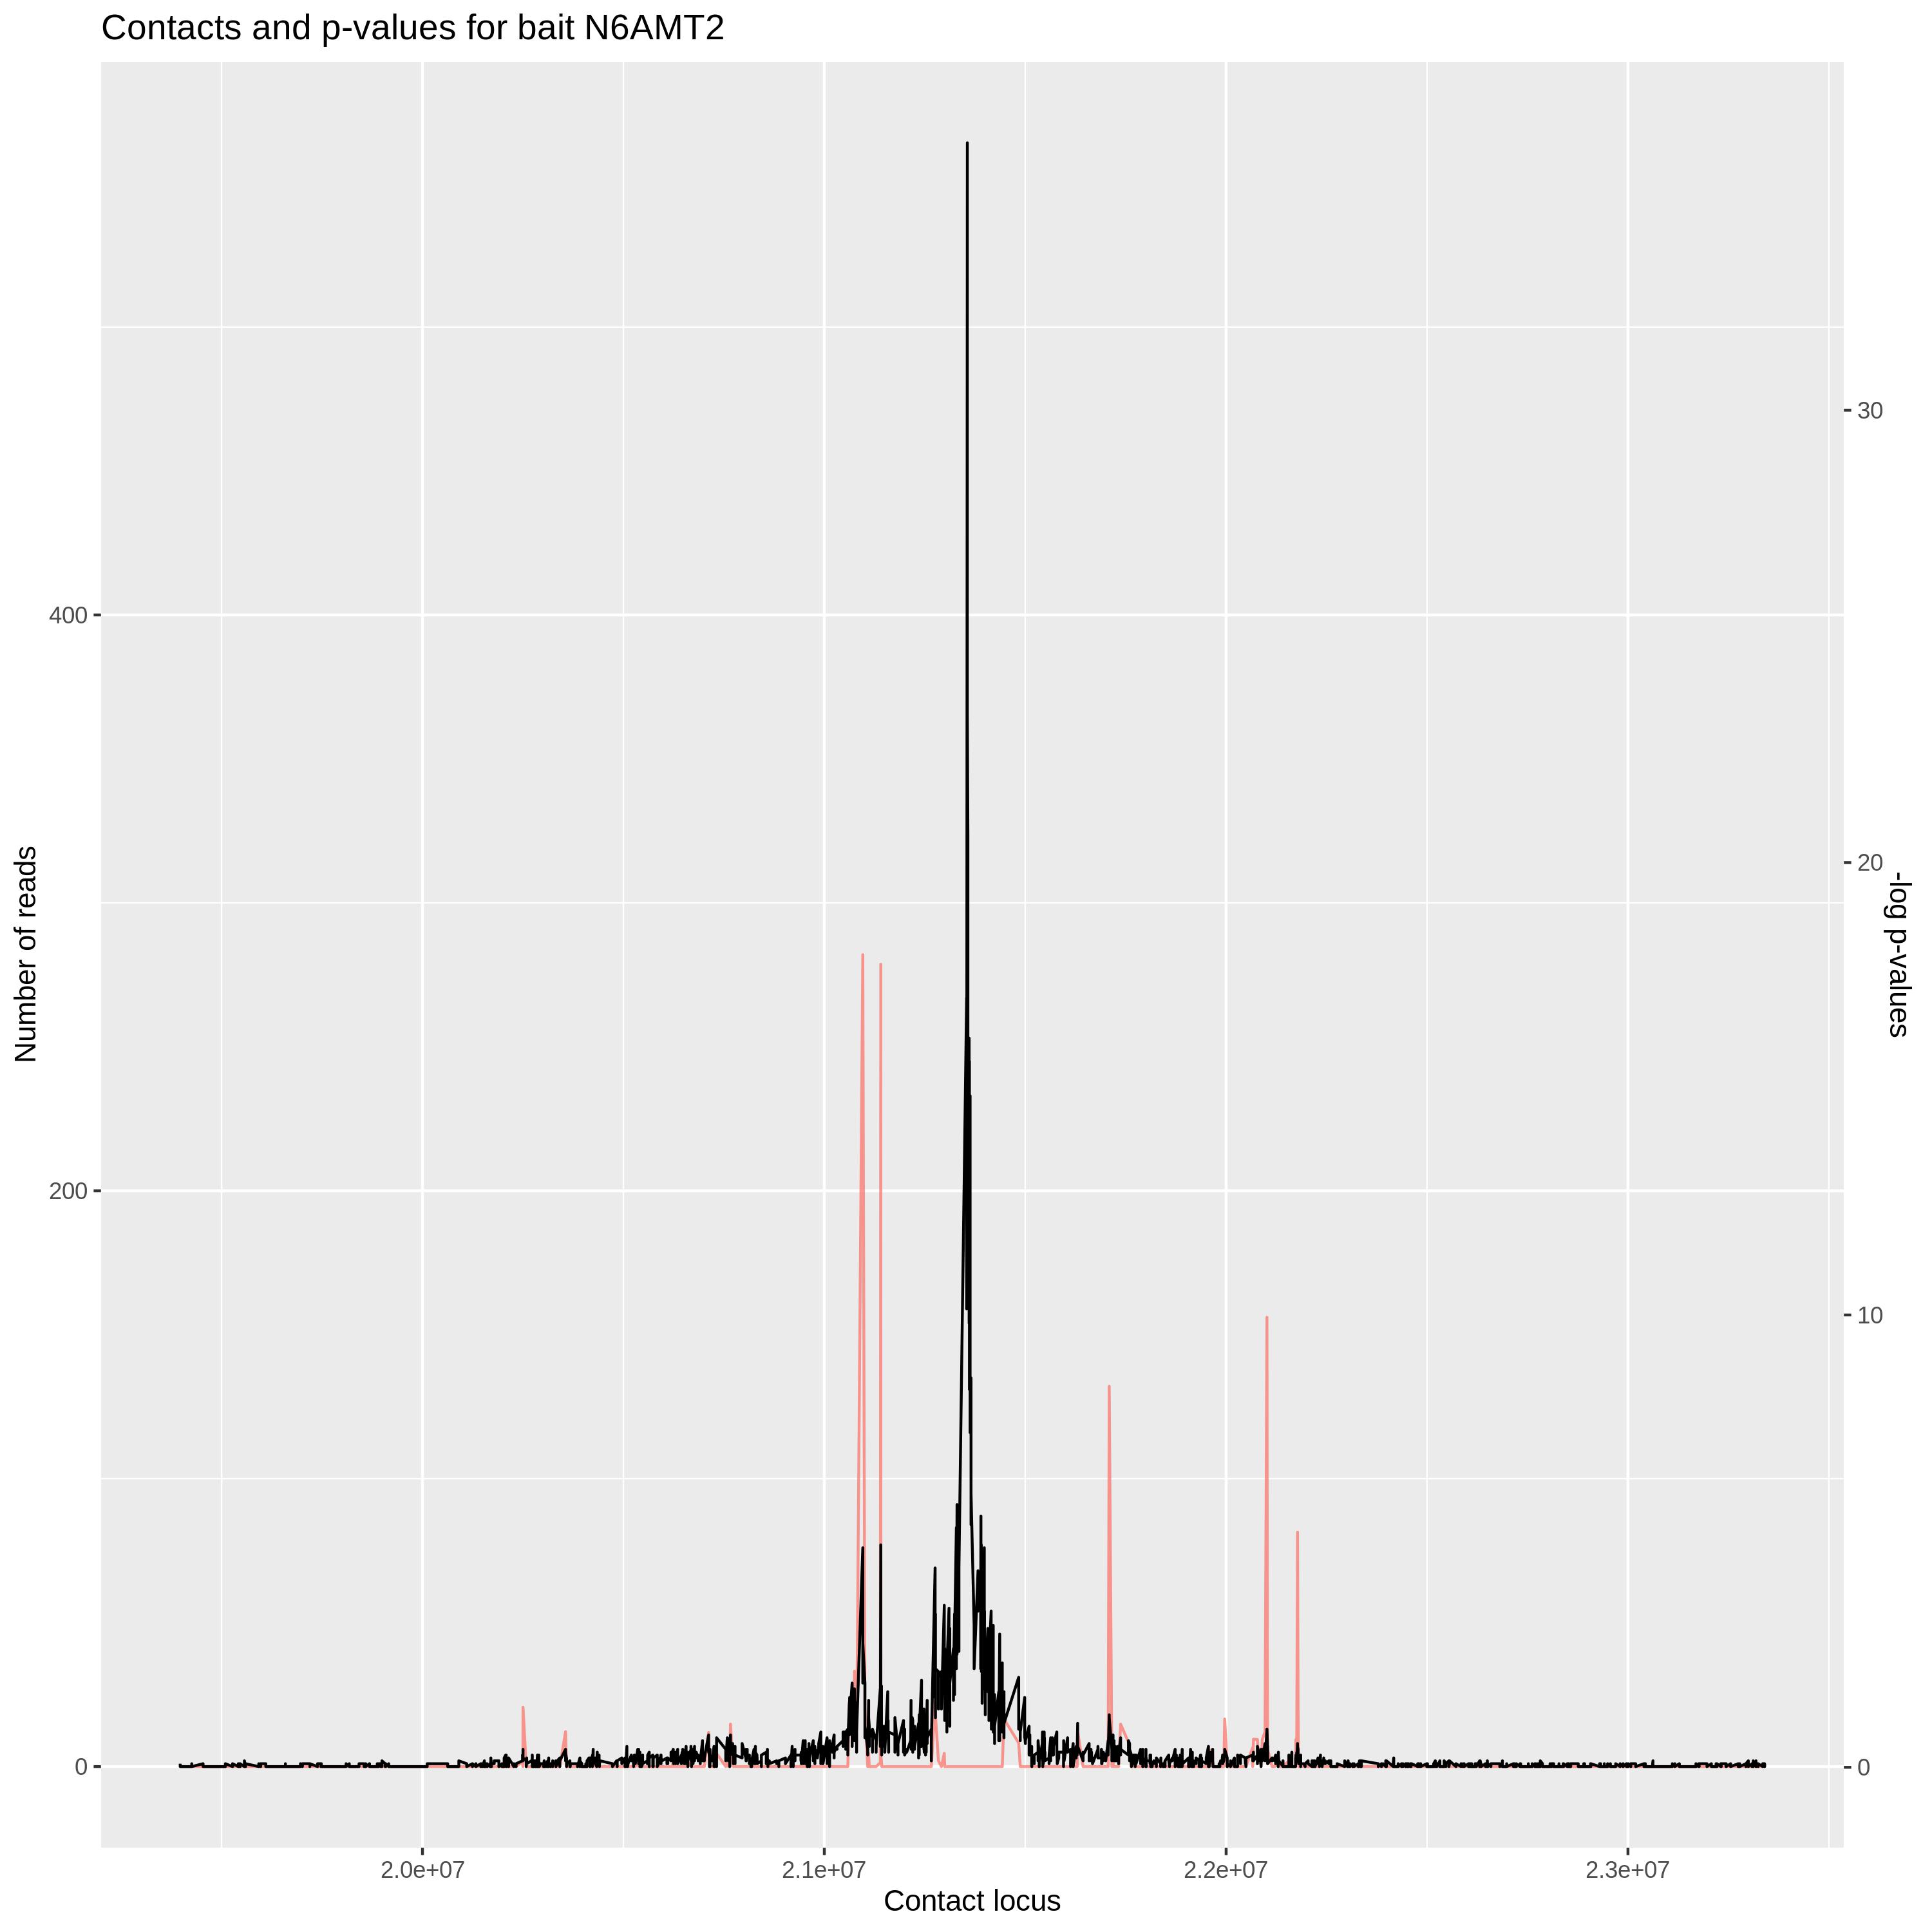 Contacts and p-values for bait N6AMT2
Number of reads
400
200
0
30
20
10
0
-log p-values
2.0e+07
2.1e+07
2.2e+07
2.3e+07
Contact locus